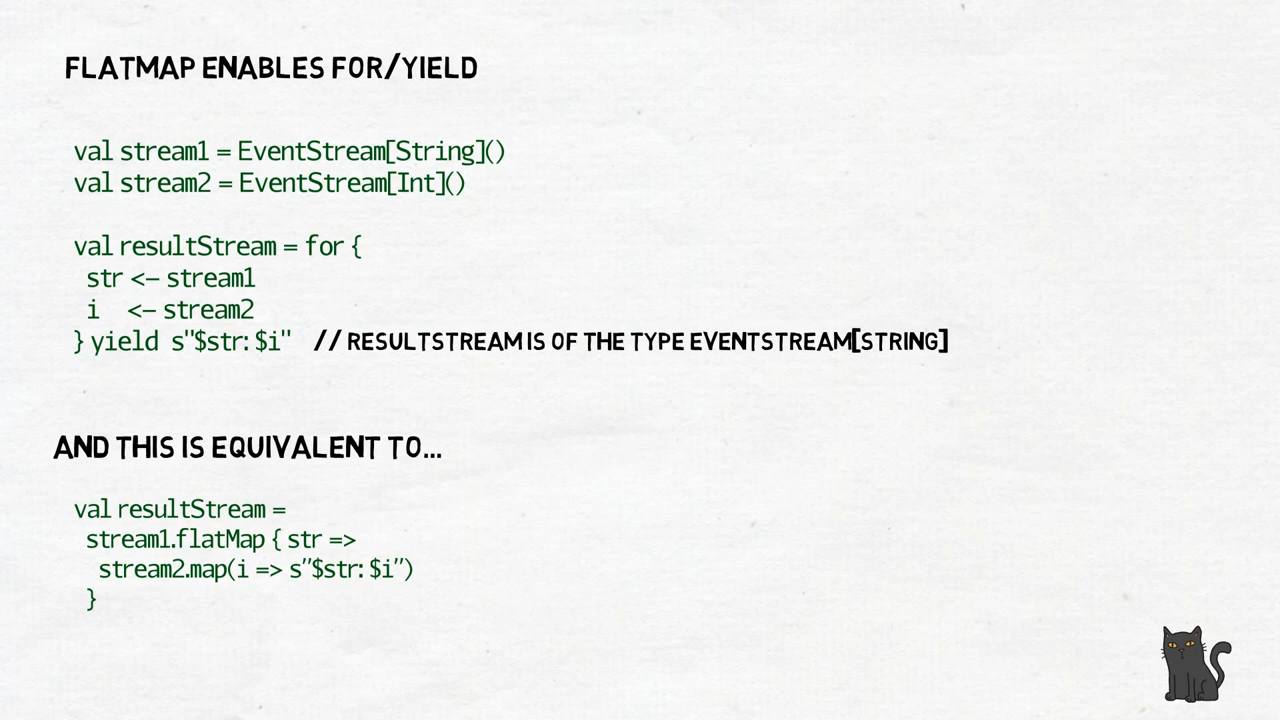 FLATMAP ENABLES FOR/YIELD
val stream1 = EventStream[String]()
val stream2 = EventStream[Int]()
val resultStream = for {
str <- stream1
i <- stream2
} yield s"$str: $i" // RESULTSTREAM IS OF THE TYPE EVENTSTREAM[STRING]
AND THIS IS EQUIVALENT TO...
val resultStream =
stream1.flatMap { str =>
stream2.map(i => s"$str: $i")
}